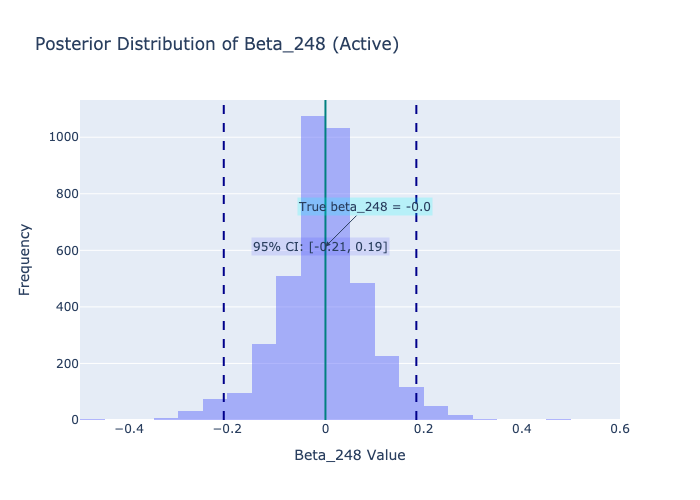 Posterior Distribution of Beta_248 (Active)
1000
800
600
400
200
0
Frequency
True beta_248 = -0.0
95% CI: [-0.21, 0.19]
−0.4
−0.2
0
0.2
0.4
0.6
Beta_248 Value